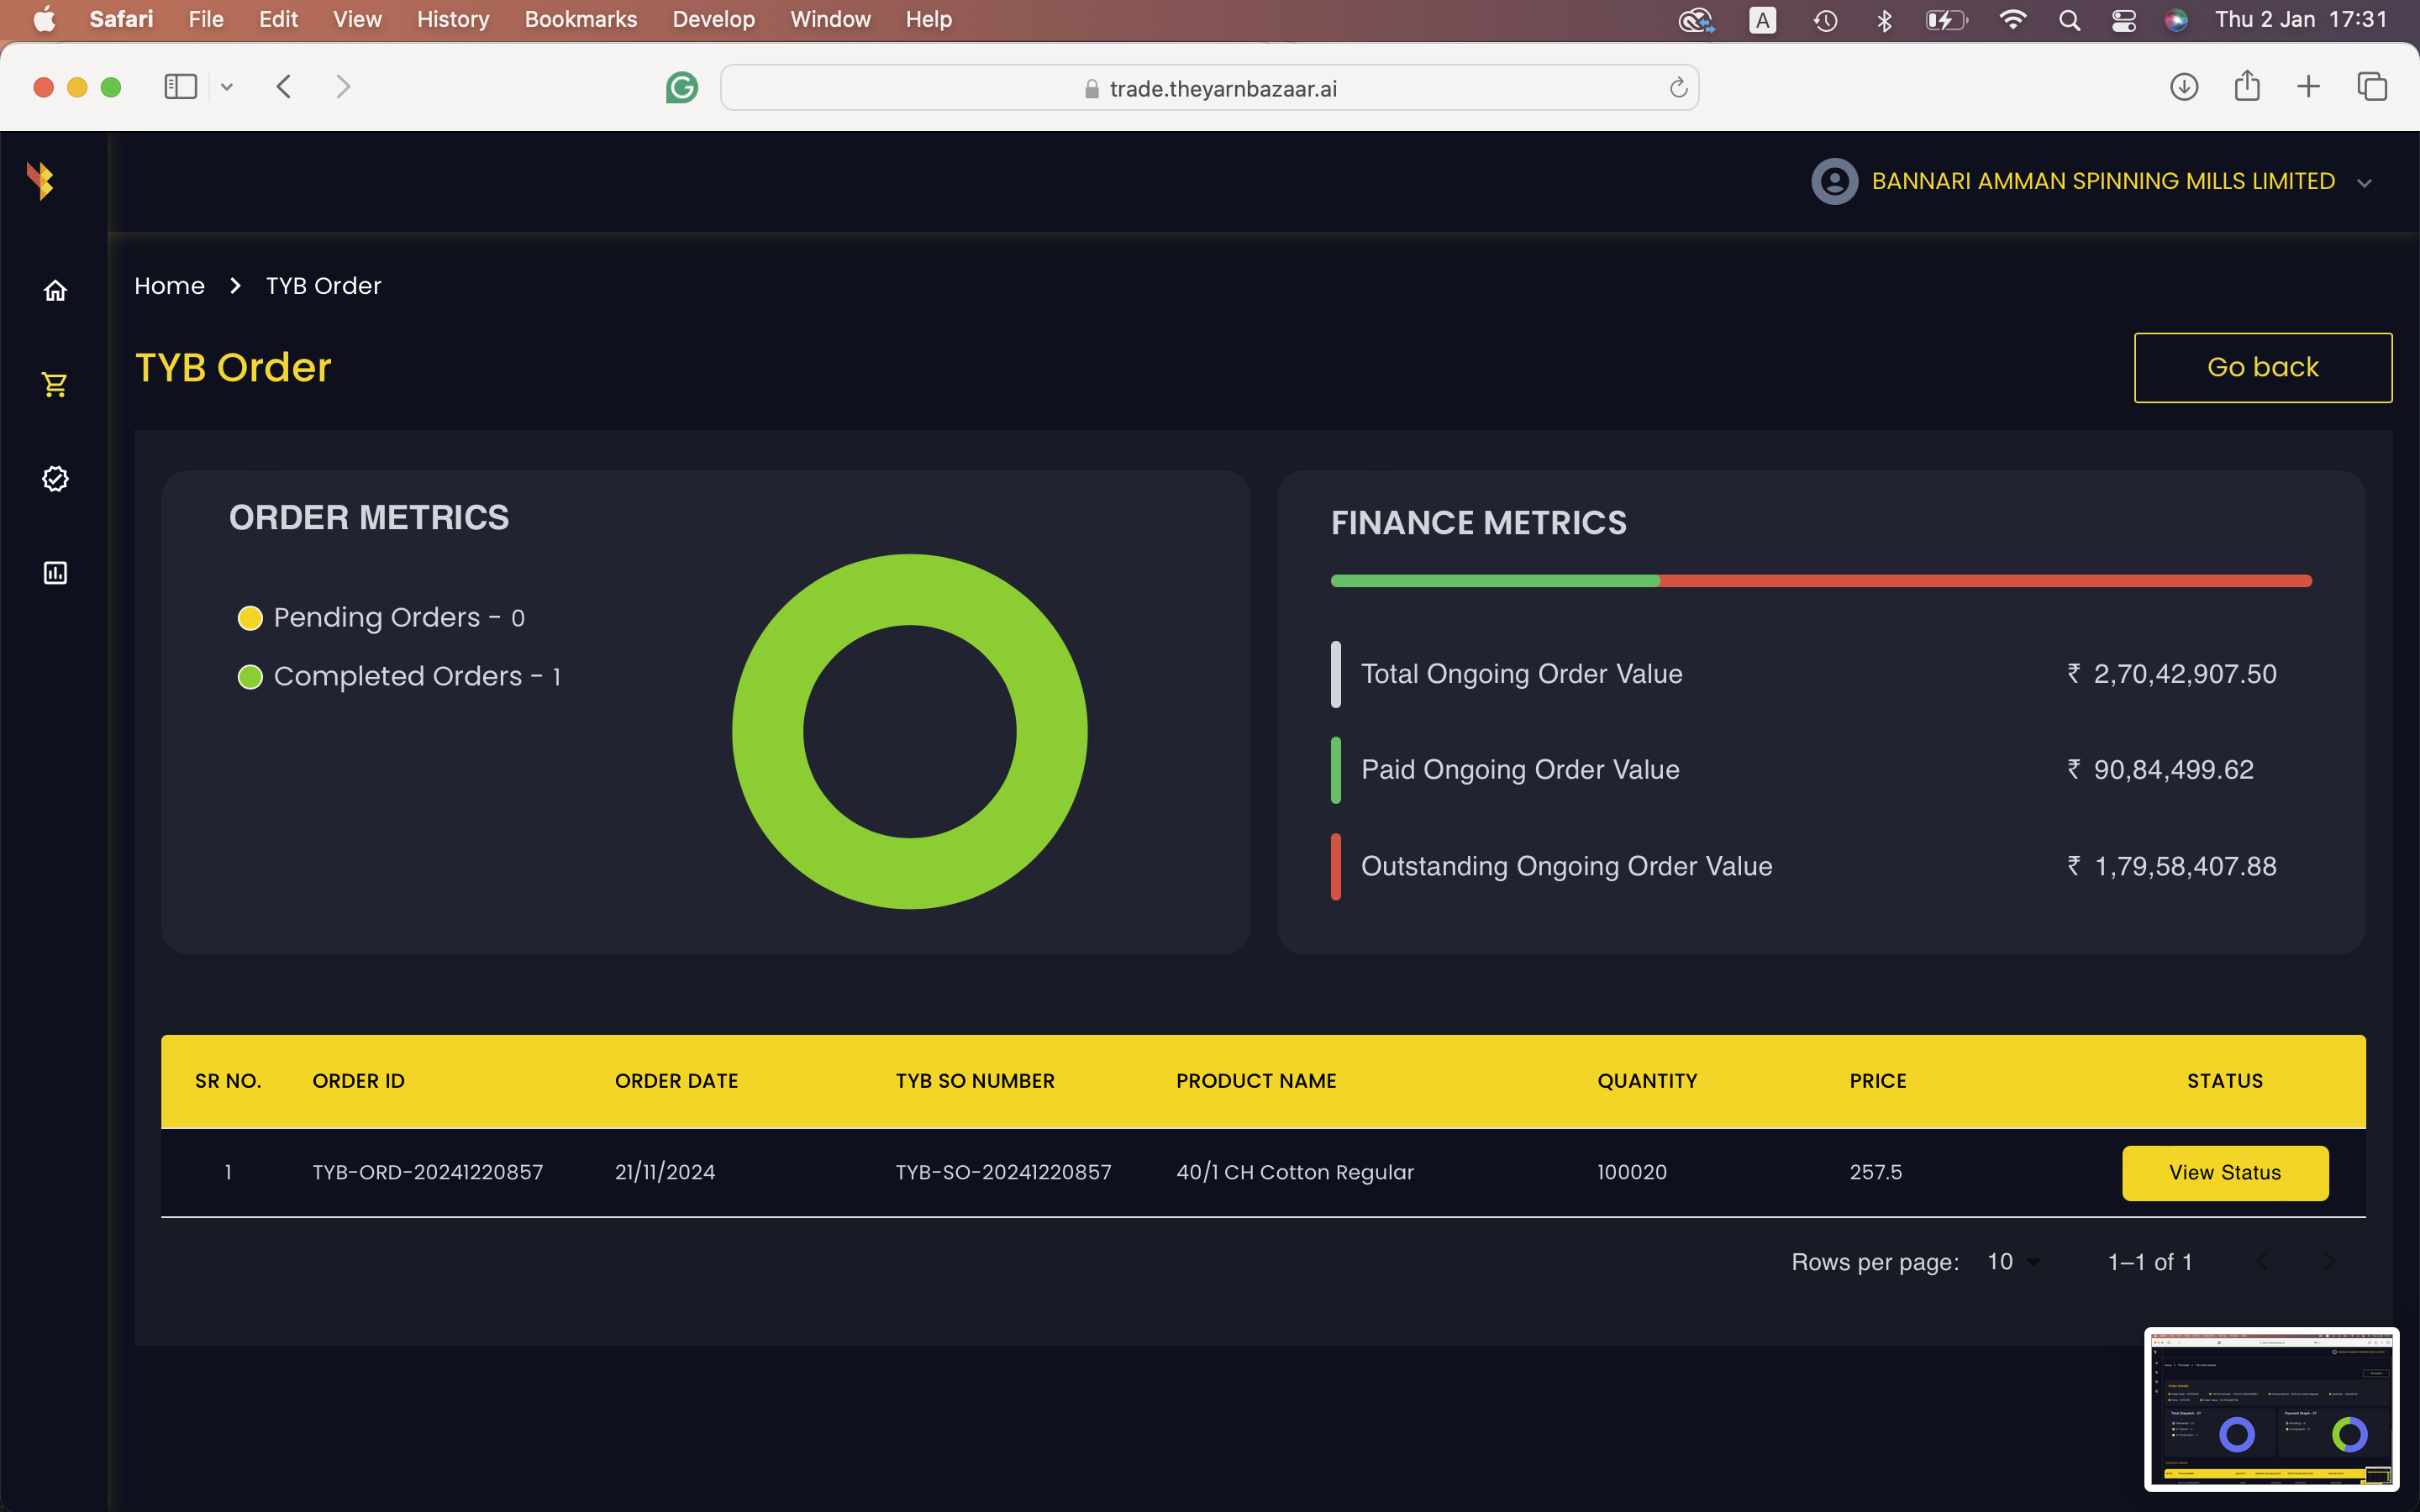 Safari File Edit View History Bookmarks Develop Window Help A Thu 2 Jan 17:31
trade.theyarnbazaar.ai
BANNARI AMMAN SPINNING MILLS LIMITED
Home > TYB Order
TYB Order
Go back
ORDER METRICS
Pending Orders - 0
Completed Orders - 1
FINANCE METRICS
Total Ongoing Order Value ₹ 2,70,42,907.50
Paid Ongoing Order Value ₹ 90,84,499.62
Outstanding Ongoing Order Value ₹ 1,79,58,407.88
SR NO. ORDER ID ORDER DATE TYB SO NUMBER PRODUCT NAME QUANTITY PRICE STATUS
1 TYB-ORD-20241220857 21/11/2024 TYB-SO-20241220857 40/1 CH Cotton Regular 100020 257.5 View Status
Rows per page: 10 1–1 of 1